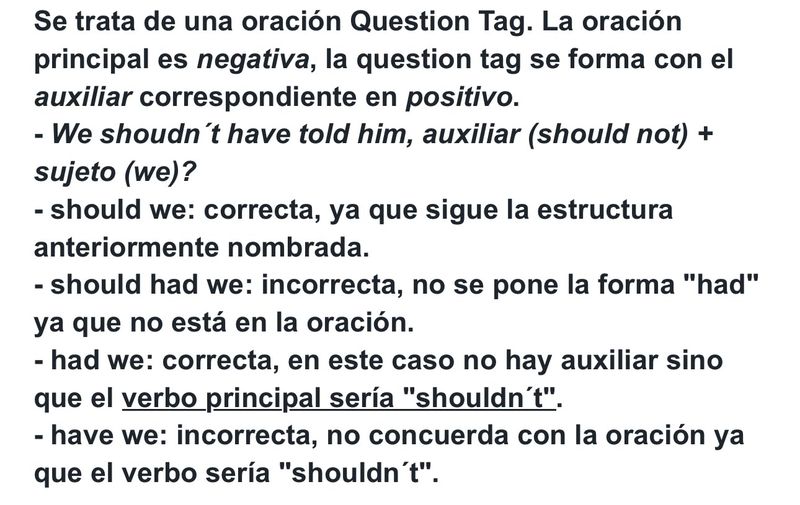 Se trata de una oración Question Tag. La oración
principal es negativa, la question tag se forma con el
auxiliar correspondiente en positivo.
- We shoudn´t have told him, auxiliar (should not) +
sujeto (we)?
- should we: correcta, ya que sigue la estructura
anteriormente nombrada.
- should had we: incorrecta, no se pone la forma "had"
ya que no está en la oración.
- had we: correcta, en este caso no hay auxiliar sino
que el verbo principal sería "shouldn´t".
- have we: incorrecta, no concuerda con la oración ya
que el verbo sería "shouldn´t".